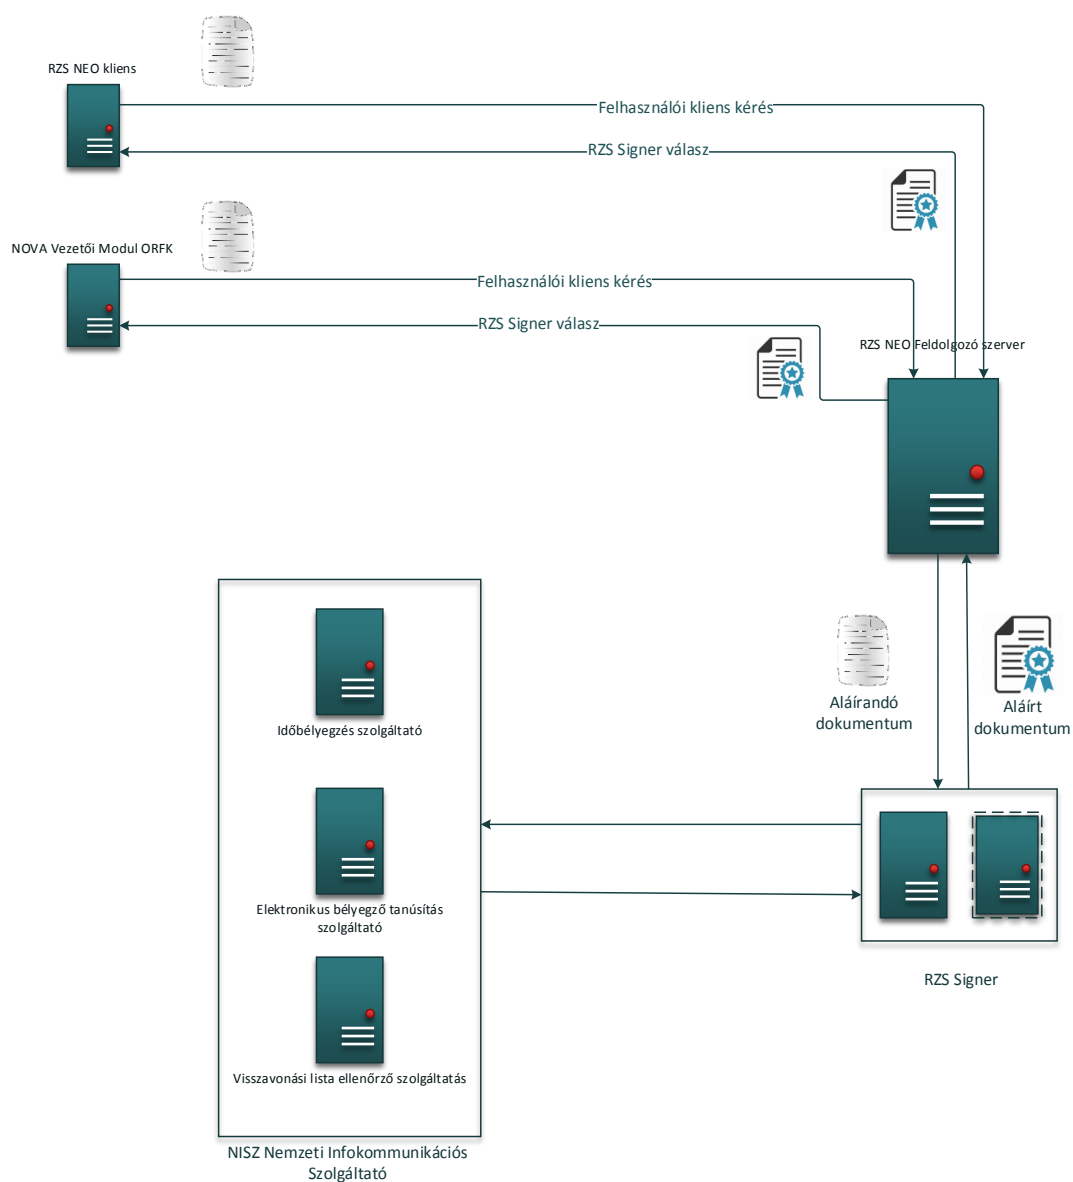 RZS NEO kliens
Felhasználói kliens kérés
RZS Signer válasz
NOVA Vezetői Modul ORFK
Felhasználói kliens kérés
RZS Signer válasz
RZS NEO Feldolgozó szerver
Aláírandó
dokumentum
Aláírt
dokumentum
Időbélyegzés szolgáltató
Elektronikus bélyegző tanúsítás
szolgáltató
RZS Signer
Visszavonási lista ellenőrző szolgáltatás
NISZ Nemzeti Infokommunikációs
Szolgáltató